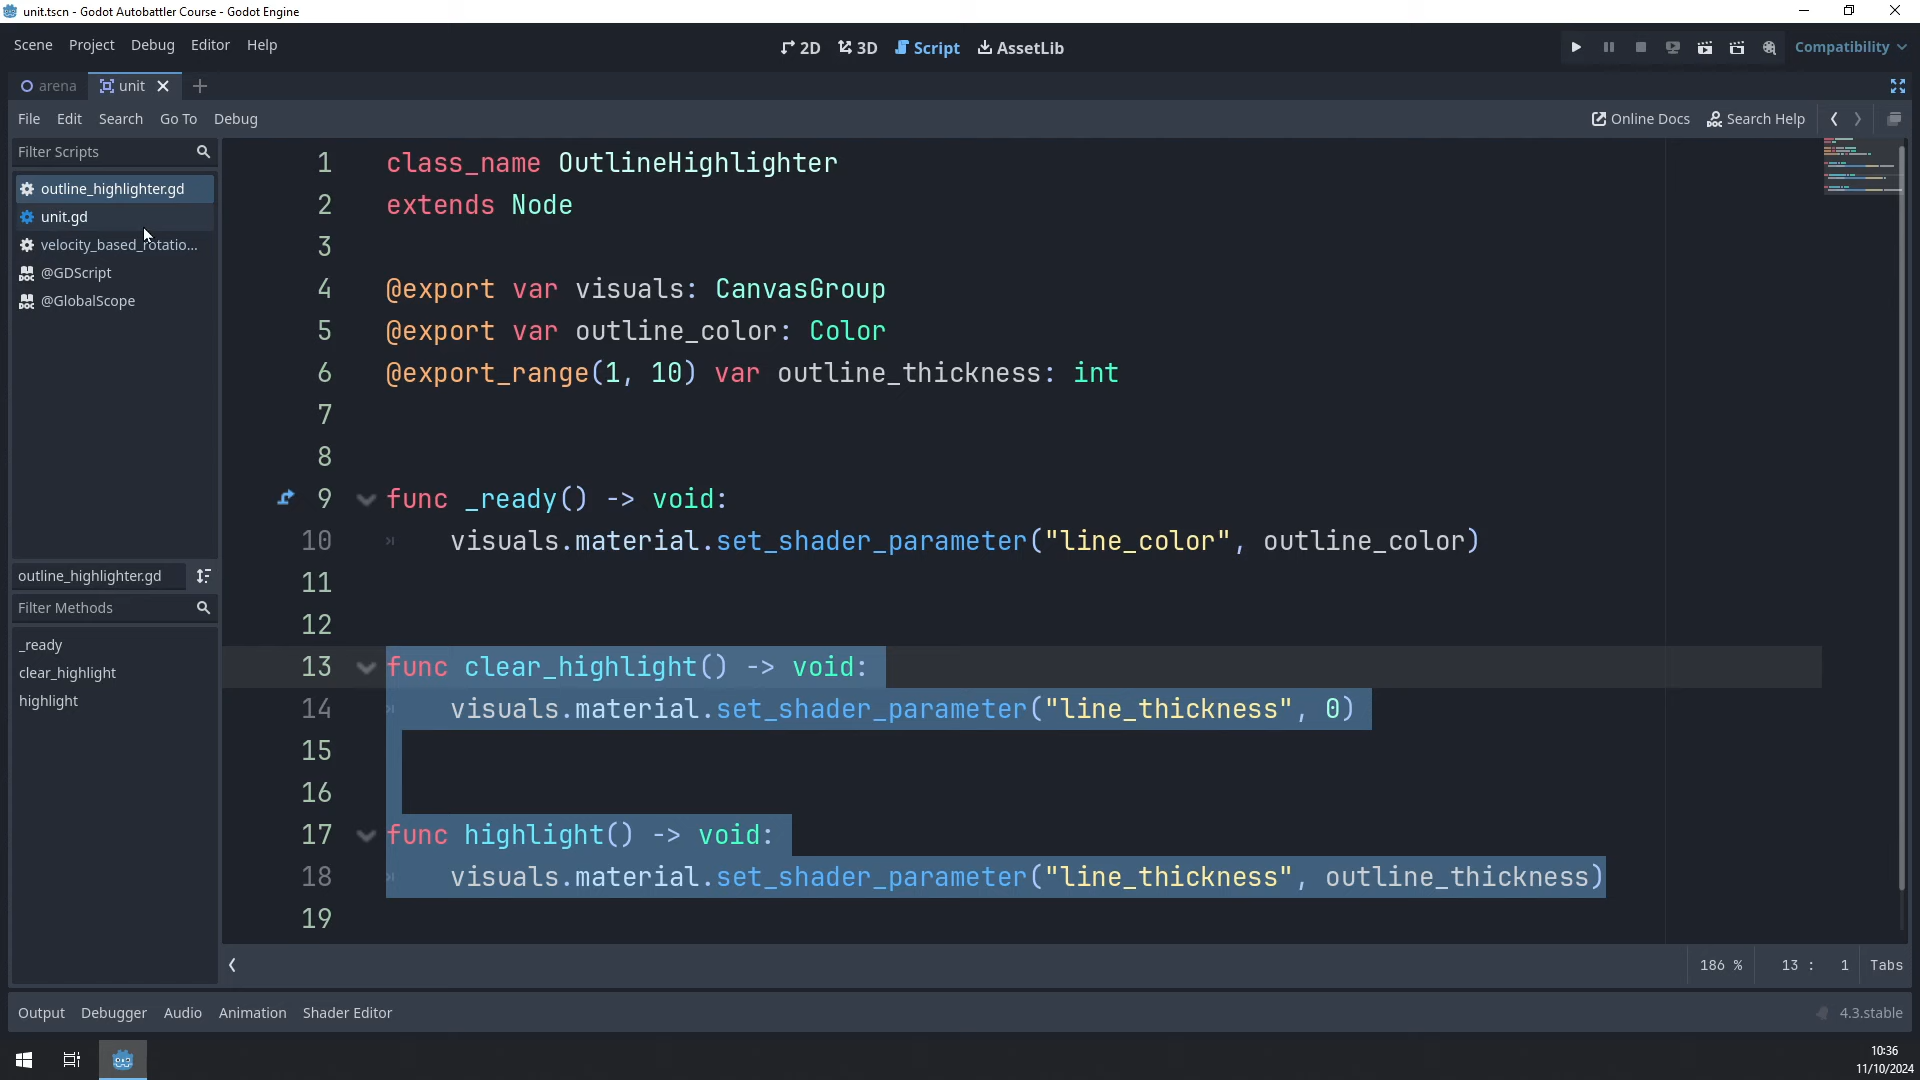 unit.tscn - Godot Autobattler Course - Godot Engine
Scene Project Debug Editor Help
2D 3D Script AssetLib
Compatibility
arena unit
File Edit Search Go To Debug
Online Docs Search Help
Filter Scripts
outline_highlighter.gd
unit.gd
velocity_based_rotatio...
@GDScript
@GlobalScope
outline_highlighter.gd
Filter Methods
_ready
clear_highlight
highlight
1 class_name OutlineHighlighter
2 extends Node
3
4 @export var visuals: CanvasGroup
5 @export var outline_color: Color
6 @export_range(1, 10) var outline_thickness: int
7
8
9 func _ready() -> void:
10 visuals.material.set_shader_parameter("line_color", outline_color)
11
12
13 func clear_highlight() -> void:
14 visuals.material.set_shader_parameter("line_thickness", 0)
15
16
17 func highlight() -> void:
18 visuals.material.set_shader_parameter("line_thickness", outline_thickness)
19
186 % 13 : 1 Tabs
Output Debugger Audio Animation Shader Editor
4.3.stable
10:36
11/10/2024